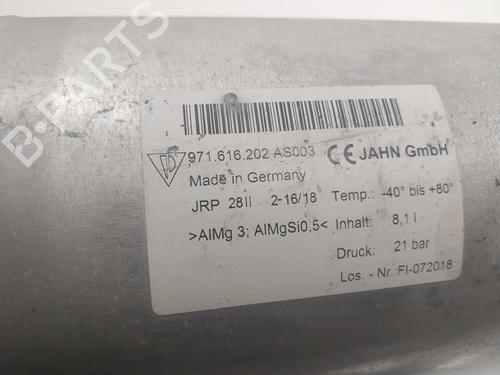 B-PARTS
971.616.202 AS003 CE JAHN GmbH
Made in Germany
JRP 28II 2-16/18 Temp.: -40° bis +80°
>AlMg 3; AlMgSi0,5< Inhalt: 8,1 l
Druck: 21 bar
Los. - Nr.:FI-072018